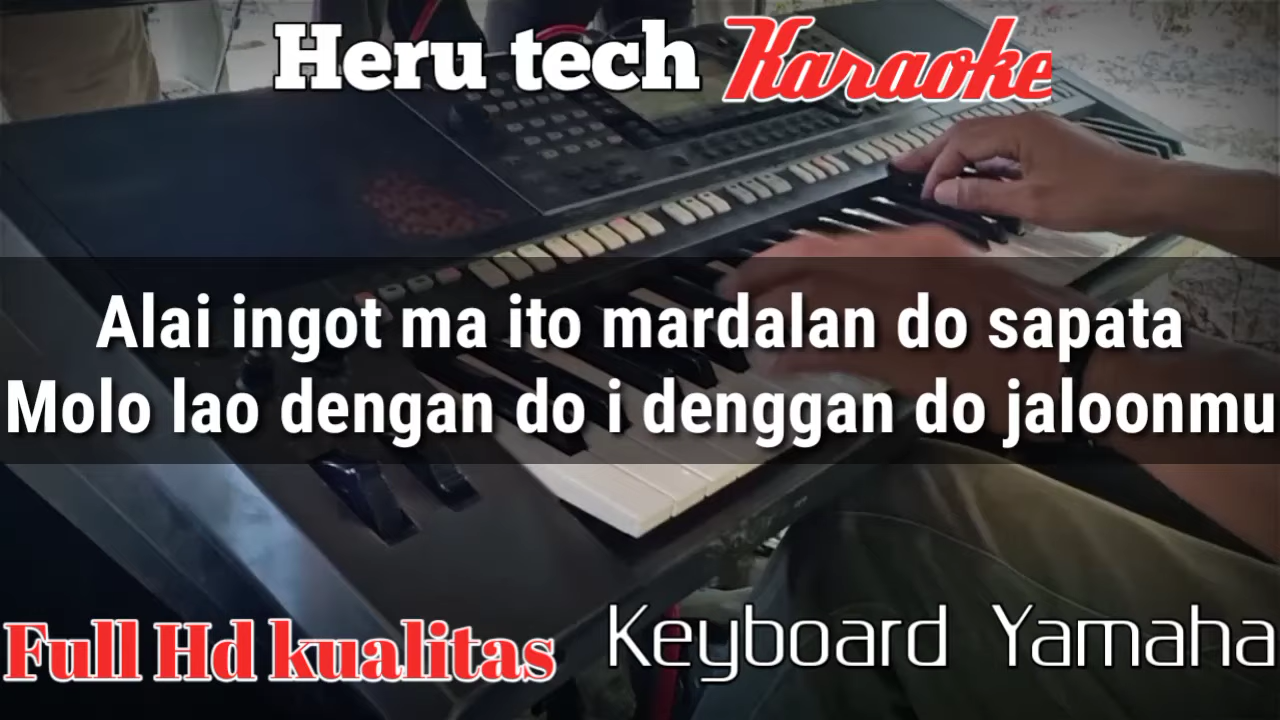 Heru tech Karaoke
Alai ingot ma ito mardalan do sapata
Molo lao dengan do i denggan do jaloonmu
Full Hd kualitas
Keyboard Yamaha